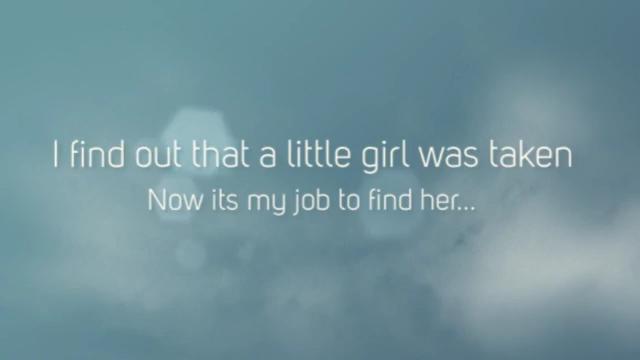 I find out that a little girl was taken
Now its my job to find her...